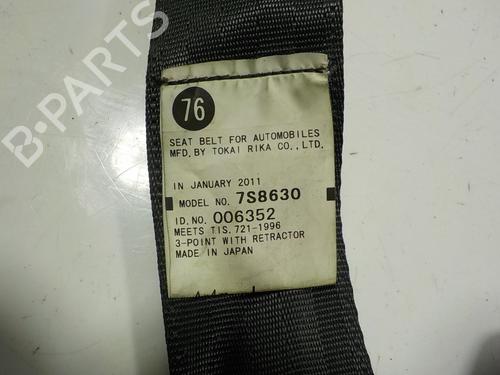 B-PARTS
76
SEAT BELT FOR AUTOMOBILES
MFD. BY TOKAI RIKA CO., LTD.
IN JANUARY 2011
MODEL NO. 7S8630
ID. NO. 006352
MEETS TIS. 721-1996
3-POINT WITH RETRACTOR
MADE IN JAPAN